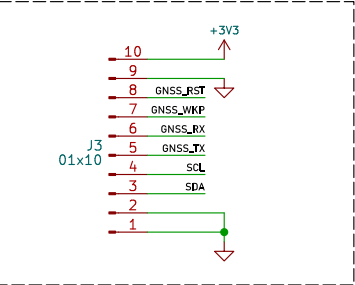 +3V3
10
9
8 GNSS_RST
7 GNSS_WKP
6 GNSS_RX
J3
5 GNSS_TX
01x10
4 SCL
3 SDA
2
1